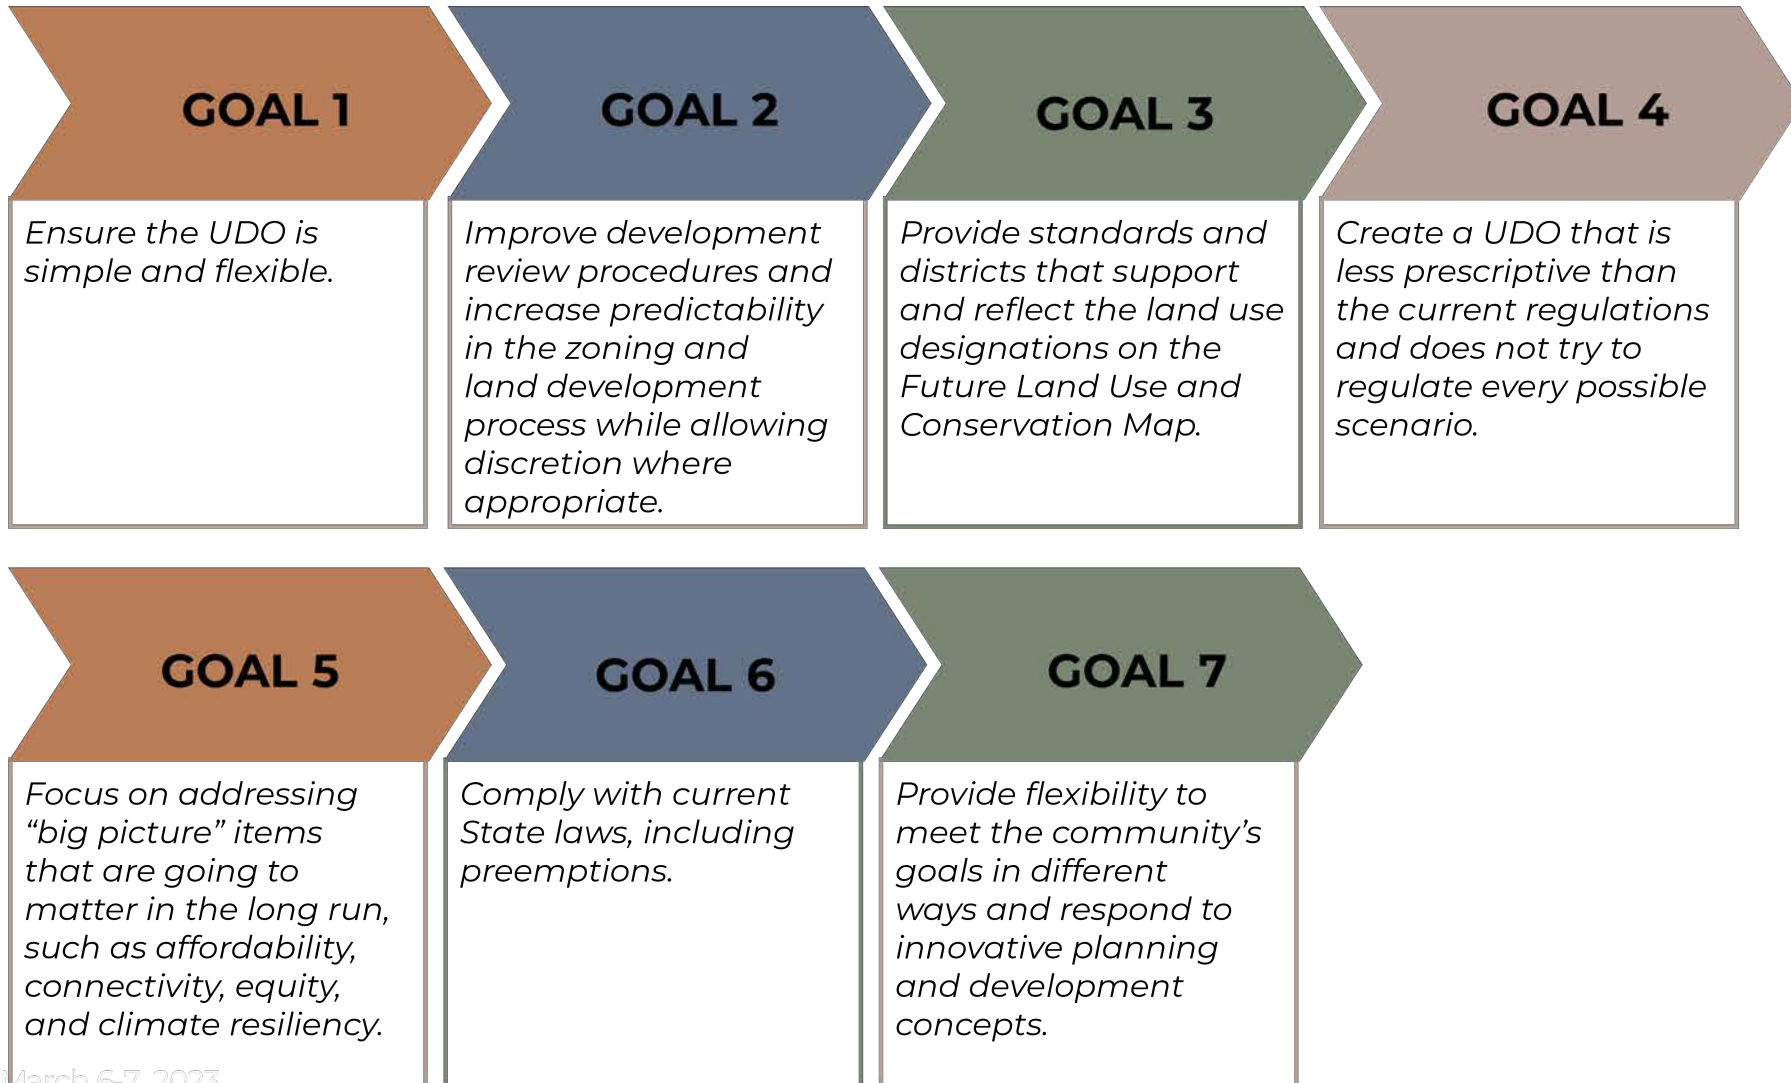 GOAL 1
Ensure the UDO is
simple and flexible.
GOAL 2
Improve development
review procedures and
increase predictability
in the zoning and
land development
process while allowing
discretion where
appropriate.
GOAL 3
Provide standards and
districts that support
and reflect the land use
designations on the
Future Land Use and
Conservation Map.
GOAL 4
Create a UDO that is
less prescriptive than
the current regulations
and does not try to
regulate every possible
scenario.
GOAL 5
Focus on addressing
“big picture” items
that are going to
matter in the long run,
such as affordability,
connectivity, equity,
and climate resiliency.
GOAL 6
Comply with current
State laws, including
preemptions.
GOAL 7
Provide flexibility to
meet the community’s
goals in different
ways and respond to
innovative planning
and development
concepts.
March 6-7, 2023